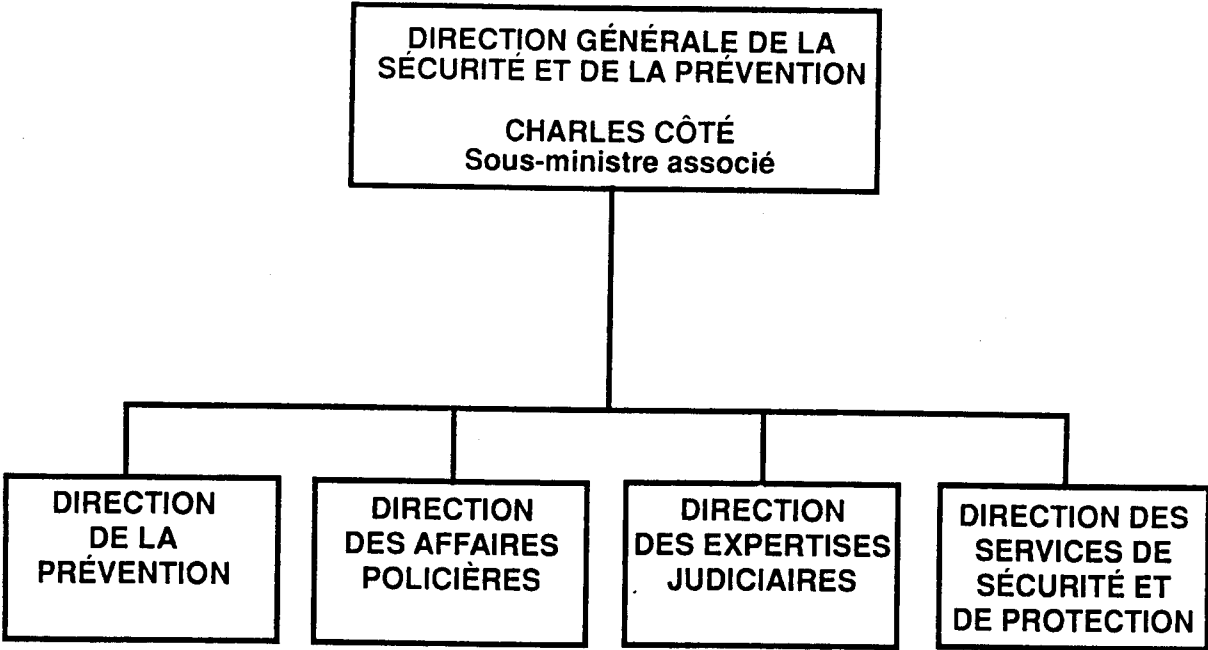 DIRECTION GÉNÉRALE DE LA
SÉCURITÉ ET DE LA PRÉVENTION
CHARLES CÔTÉ
Sous-ministre associé
DIRECTION
DE LA
PRÉVENTION
DIRECTION
DES AFFAIRES
POLICIÈRES
DIRECTION
DES EXPERTISES
JUDICIAIRES
DIRECTION DES
SERVICES DE
SÉCURITÉ ET
DE PROTECTION